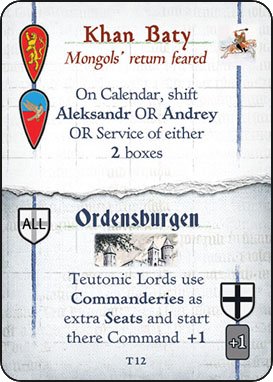 Khan Baty
Mongols' return feared
On Calendar, shift
Aleksandr OR Andrey
OR Service of either
2 boxes
ALL
Ordensburgen
Teutonic Lords use
Commanderies as
extra Seats and start
there Command +1
+1
T12